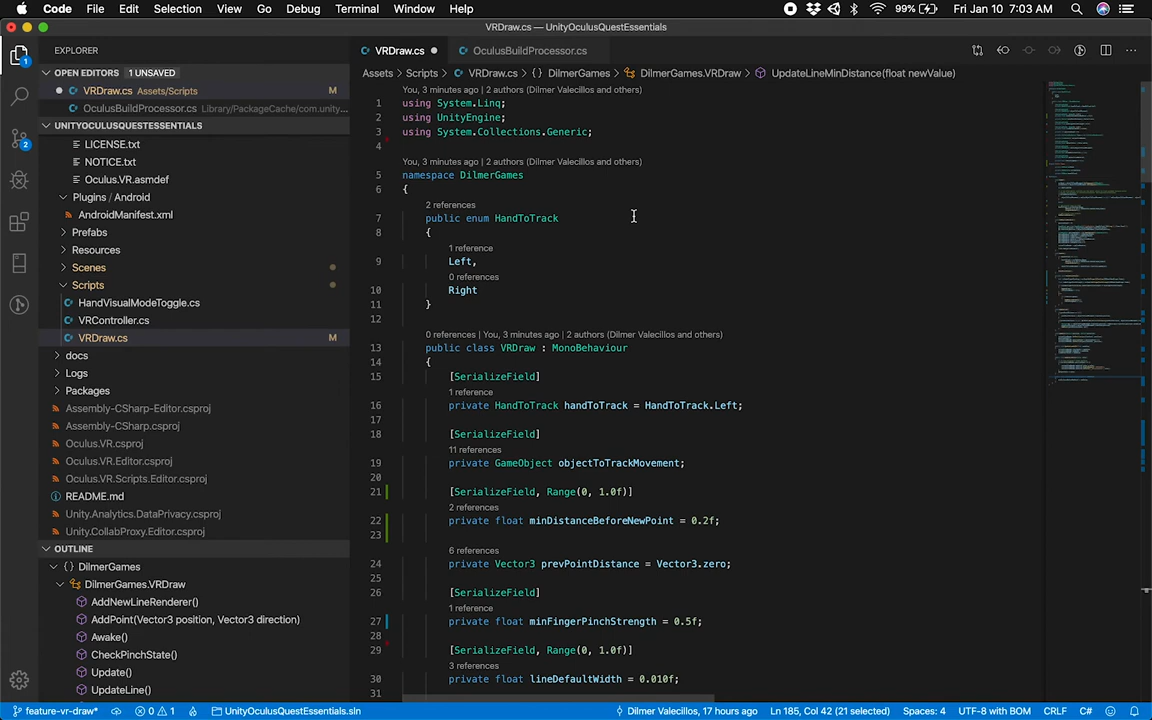 Code File Edit Selection View Go Debug Terminal Window Help 99% Fri Jan 10 7:03 AM
VRDraw.cs — UnityOculusQuestEssentials
EXPLORER
OPEN EDITORS 1 UNSAVED
VRDraw.cs Assets/Scripts M
OculusBuildProcessor.cs Library/PackageCache/com.unity...
UNITYOCULUSQUESTESSENTIALS
LICENSE.txt
NOTICE.txt
Oculus.VR.asmdef
Plugins / Android
AndroidManifest.xml
Prefabs
Resources
Scenes
Scripts
HandVisualModeToggle.cs
VRController.cs
VRDraw.cs M
docs
Logs
Packages
Assembly-CSharp-Editor.csproj
Assembly-CSharp.csproj
Oculus.VR.csproj
Oculus.VR.Editor.csproj
Oculus.VR.Scripts.Editor.csproj
README.md
Unity.Analytics.DataPrivacy.csproj
Unity.CollabProxy.Editor.csproj
OUTLINE
{ } DilmerGames
DilmerGames.VRDraw
AddNewLineRenderer()
AddPoint(Vector3 position, Vector3 direction)
Awake()
CheckPinchState()
Update()
UpdateLine()
1
2
VRDraw.cs OculusBuildProcessor.cs
Assets > Scripts > VRDraw.cs > { } DilmerGames > DilmerGames.VRDraw > UpdateLineMinDistance(float newValue)
You, 3 minutes ago | 2 authors (Dilmer Valecillos and others)
1 using System.Linq;
2 using UnityEngine;
3 using System.Collections.Generic;
4
You, 3 minutes ago | 2 authors (Dilmer Valecillos and others)
5 namespace DilmerGames
6 {
2 references
7 public enum HandToTrack
8 {
1 reference
9 Left,
0 references
10 Right
11 }
12
0 references | You, 3 minutes ago | 2 authors (Dilmer Valecillos and others)
13 public class VRDraw : MonoBehaviour
14 {
15 [SerializeField]
1 reference
16 private HandToTrack handToTrack = HandToTrack.Left;
17
18 [SerializeField]
11 references
19 private GameObject objectToTrackMovement;
20
21 [SerializeField, Range(0, 1.0f)]
2 references
22 private float minDistanceBeforeNewPoint = 0.2f;
23
6 references
24 private Vector3 prevPointDistance = Vector3.zero;
25
26 [SerializeField]
1 reference
27 private float minFingerPinchStrength = 0.5f;
28
29 [SerializeField, Range(0, 1.0f)]
3 references
30 private float lineDefaultWidth = 0.010f;
31
feature-vr-draw* 0 1 UnityOculusQuestEssentials.sln Dilmer Valecillos, 17 hours ago Ln 185, Col 42 (21 selected) Spaces: 4 UTF-8 with BOM CRLF C#